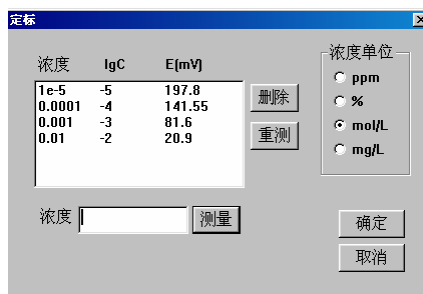 定标
浓度 lgC E(mV)
1e-5 -5 197.8
0.0001 -4 141.55
0.001 -3 81.6
0.01 -2 20.9
删除
重测
浓度 测量
浓度单位
ppm
%
mol/L
mg/L
确定
取消